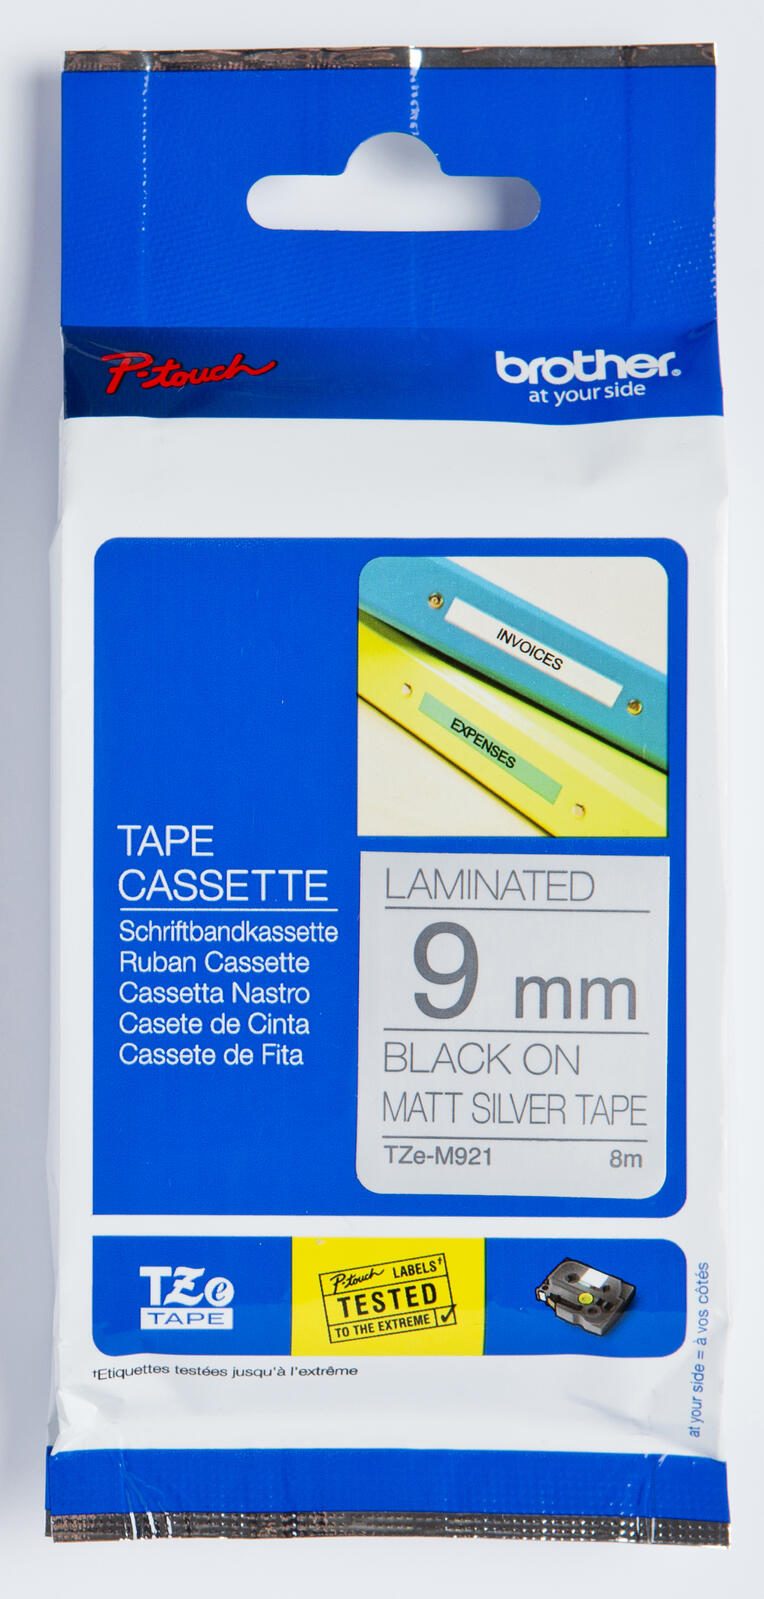 P-touch
brother
at your side
INVOICES
EXPENSES
TAPE
CASSETTE
Schriftbandkassette
Ruban Cassette
Cassetta Nastro
Casete de Cinta
Cassete de Fita
LAMINATED
9 mm
BLACK ON
MATT SILVER TAPE
TZe-M921 8m
TZe
TAPE
P-touch LABELS†
TESTED
TO THE EXTREME
†Etiquettes testées jusqu'à l'extrême
at your side = à vos côtés